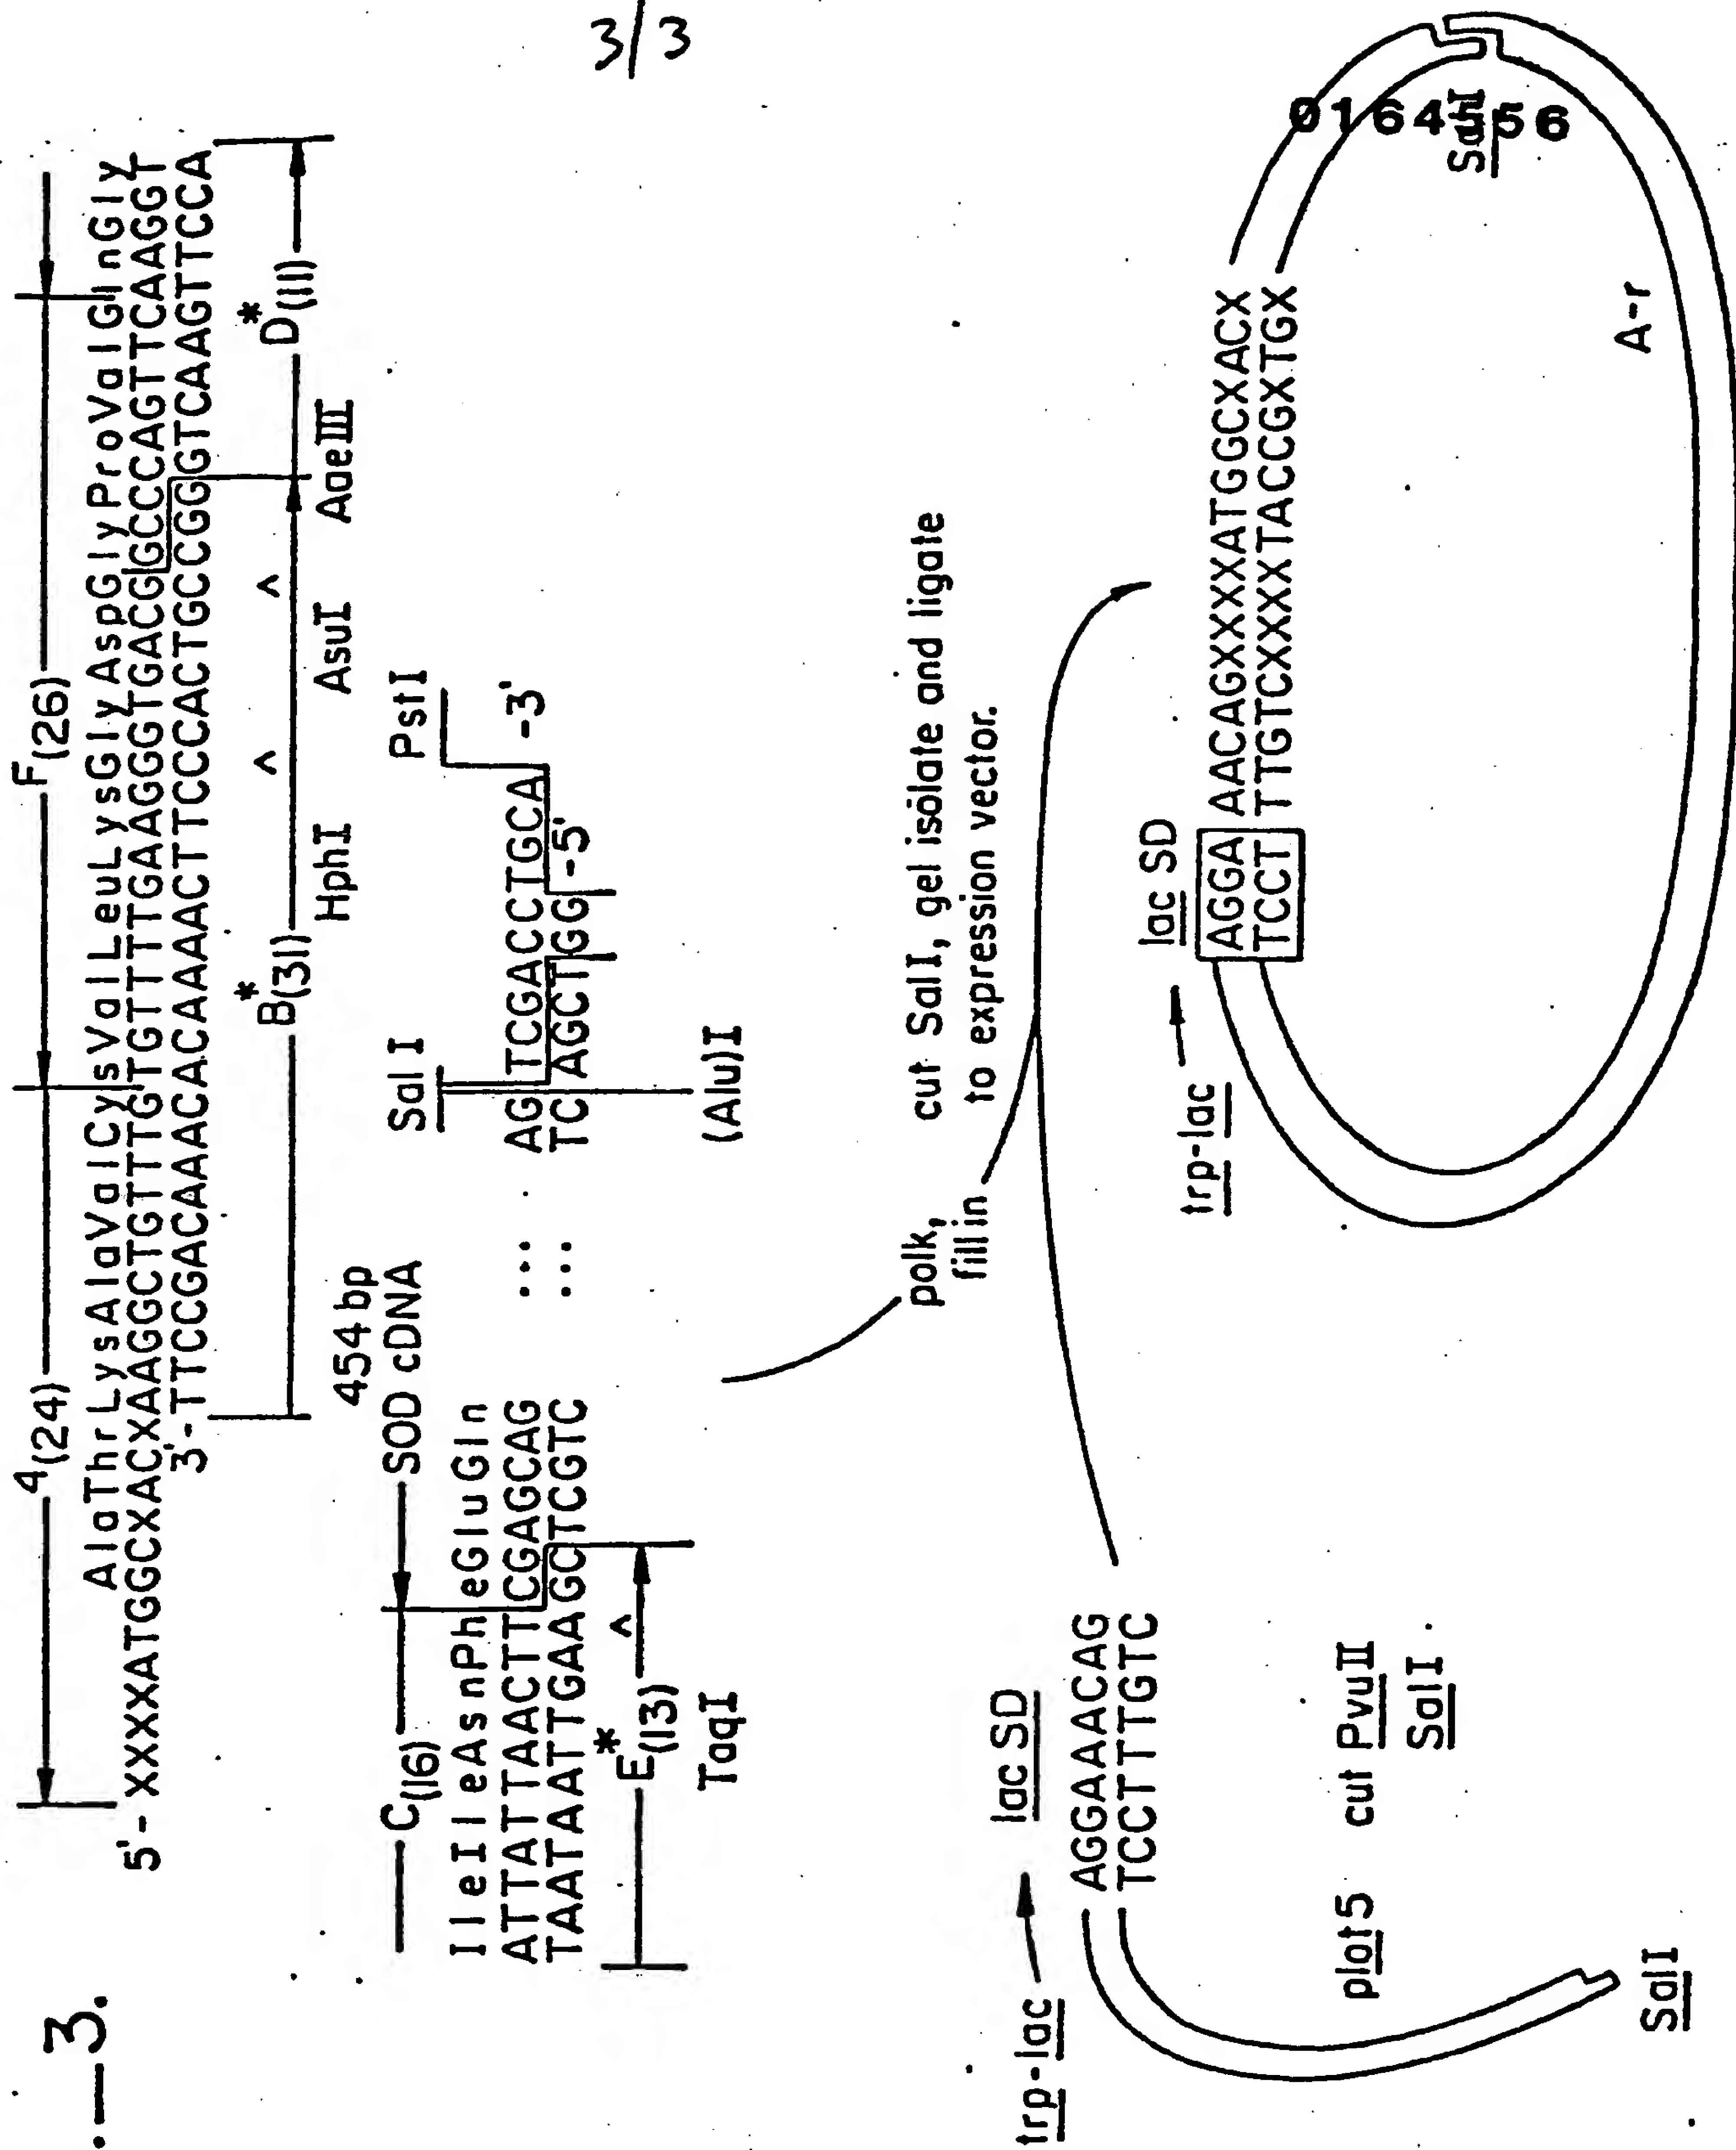 3/3
0164556
.—3.
4(24) F(26)
AlaThrLysAlaValCysValLeuLysGlyAspGlyProValGlnGly
5'-XXXXATGGCXACXAAGGCTGTTTGTGTTTTGAAGGGTGACGGCCCAGTTCAAGGT
3'-TTCCGACAAACACAAAACTTCCCACTGCCGGGTCAAGTTCCA
B*(31) D*(11)
HphI AsuI AaeIII
454 bp
C(16) SOD cDNA
SalI PstI
IleIleAsnPheGluGln
ATTATTAACTTCGAGCAG ... AGTCGACCTGCA -3'
TAATAATTGAAGCTCGTC ... TCAGCTGG -5'
E*(13)
TaqI (Alu)I
polk,
fill in
cut SalI, gel isolate and ligate
to expression vector.
trp-lac lac SD
AGGAAACAG
TCCTTTGTC
plot5 cut PvuII
SalI
SalI
trp-lac lac SD
AGGA AACAGXXXXATGGCXACX
TCCT TTGTCXXXXTACCGXTGX
SalI
A-r